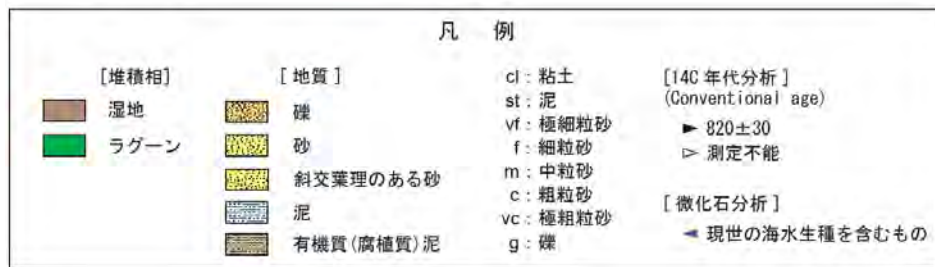 凡 例
[堆積相]
湿地
ラグーン
[地質]
礫
砂
斜交葉理のある砂
泥
有機質(腐植質)泥
cl：粘土
st：泥
vf：極細粒砂
f：細粒砂
m：中粒砂
c：粗粒砂
vc：極粗粒砂
g：礫
[14C 年代分析]
(Conventional age)
► 820±30
▻ 測定不能
[微化石分析]
◄ 現世の海水生種を含むもの